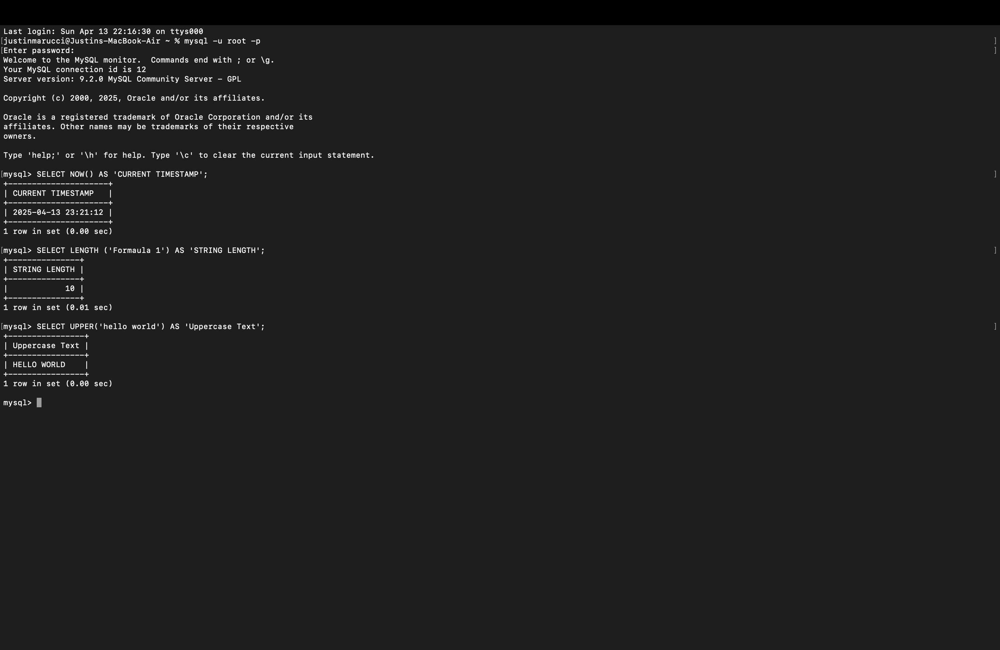 Last login: Sun Apr 13 22:16:30 on ttys000
[justinmarucci@Justins-MacBook-Air ~ % mysql -u root -p ]
[Enter password: ]
Welcome to the MySQL monitor.  Commands end with ; or \g.
Your MySQL connection id is 12
Server version: 9.2.0 MySQL Community Server - GPL

Copyright (c) 2000, 2025, Oracle and/or its affiliates.

Oracle is a registered trademark of Oracle Corporation and/or its
affiliates. Other names may be trademarks of their respective
owners.

Type 'help;' or '\h' for help. Type '\c' to clear the current input statement.

[mysql> SELECT NOW() AS 'CURRENT TIMESTAMP'; ]
+---------------------+
| CURRENT TIMESTAMP   |
+---------------------+
| 2025-04-13 23:21:12 |
+---------------------+
1 row in set (0.00 sec)

[mysql> SELECT LENGTH ('Formaula 1') AS 'STRING LENGTH'; ]
+---------------+
| STRING LENGTH |
+---------------+
|            10 |
+---------------+
1 row in set (0.01 sec)

[mysql> SELECT UPPER('hello world') AS 'Uppercase Text'; ]
+----------------+
| Uppercase Text |
+----------------+
| HELLO WORLD    |
+----------------+
1 row in set (0.00 sec)

mysql>